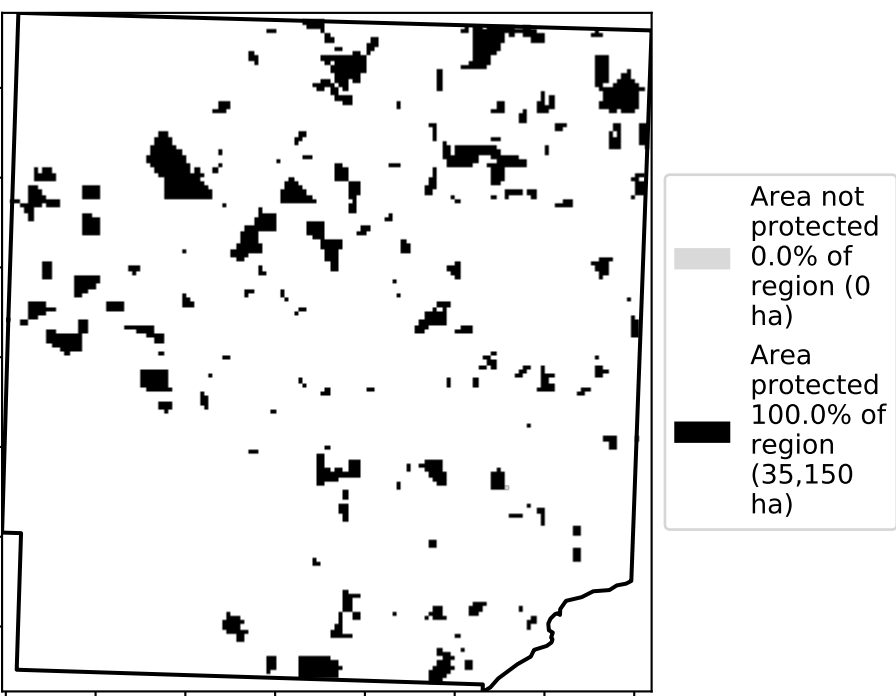 Area not
protected
0.0% of
region (0
ha)
Area
protected
100.0% of
region
(35,150
ha)